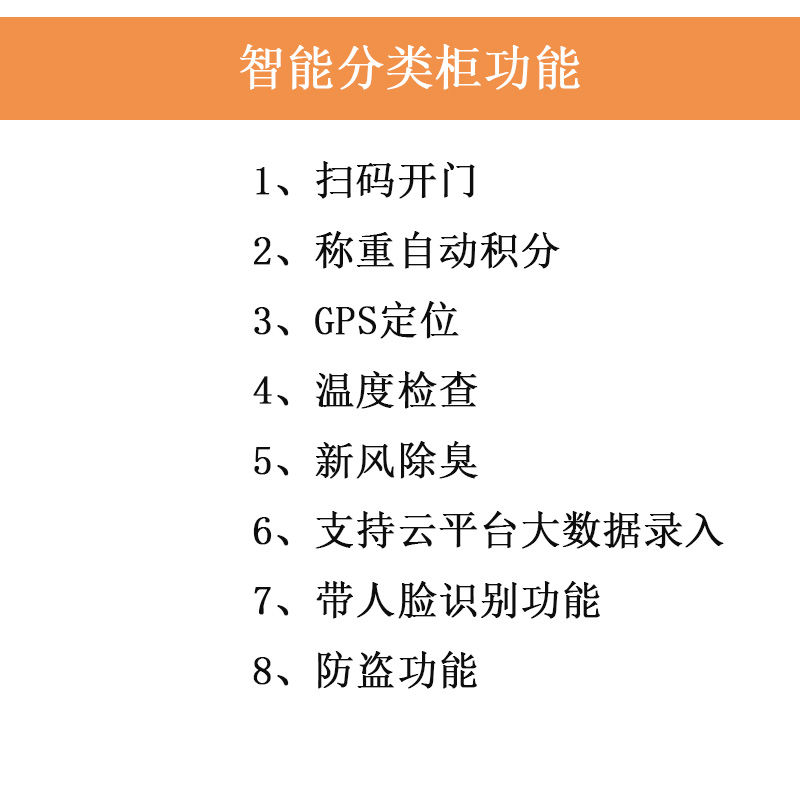 智能分类柜功能
1、扫码开门
2、称重自动积分
3、GPS定位
4、温度检查
5、新风除臭
6、支持云平台大数据录入
7、带人脸识别功能
8、防盗功能